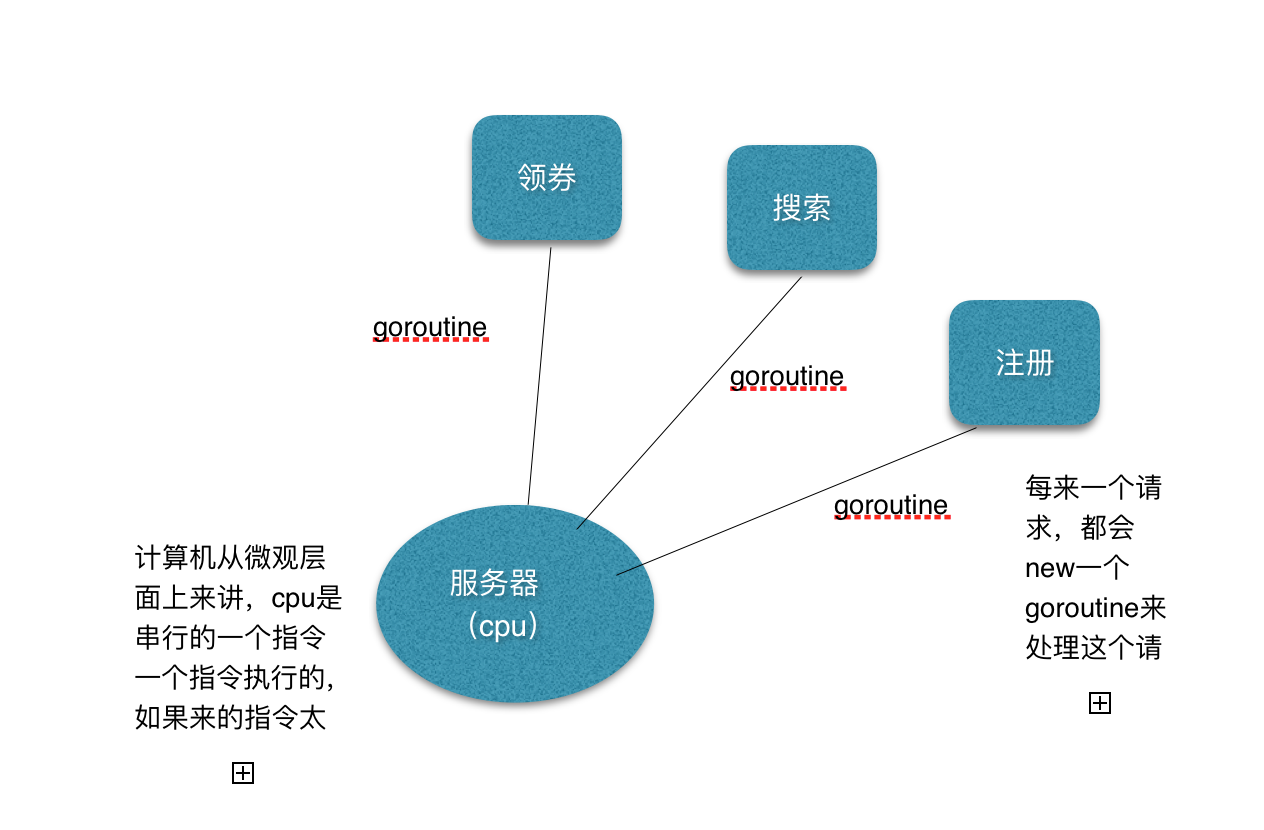 领券
搜索
goroutine
注册
goroutine
goroutine
每来一个请
求，都会
new一个
goroutine来
处理这个请
服务器
（cpu）
计算机从微观层
面上来讲，cpu是
串行的一个指令
一个指令执行的，
如果来的指令太